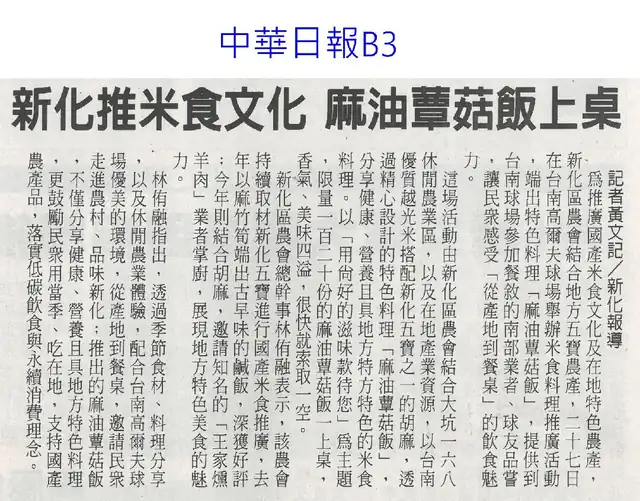 中華日報B3
新化推米食文化 麻油蕈菇飯上桌
記者黃文記╱新化報導
為推廣國產米食文化及在地特色農產，
新化區農會結合地方五寶農產，二十七日
在台南高爾夫球場舉辦米食料理推廣活動
，端出特色料理「麻油蕈菇飯」，提供到
台南球場參加餐敘的南部業者、球友品嘗
，讓民眾感受「從產地到餐桌」的飲食魅
力。
這場活動由新化區農會結合大坑一六八
休閒農業區，以及在地產業資源，以台南
優質越光米搭配新化五寶之一的胡麻，透
過精心設計的特色料理「麻油蕈菇飯」，
分享健康、營養且具地方特方特色的米食
料理。以「用尚好的滋味款待您」為主題
，限量一百二十份的麻油蕈菇飯一上桌，
香氣、美味四溢，很快就索取一空。
新化區農會總幹事林侑融表示，該農會
持續取材新化五寶進行國產米食推廣，去
年以麻竹筍端出古早味的鹹飯，深獲好評
；今年則結合胡麻，邀請知名的「王家燻
羊肉」業者掌廚，展現地方特色美食的魅
力。
林侑融指出，透過季節食材、料理分享
，以及休閒農業體驗，配合台南高爾夫球
場優美的環境，從產地到餐桌，邀請民眾
走進農村、品味新化；推出的麻油蕈菇飯
，不僅分享健康、營養且具地方特色料理
，更鼓勵民眾用當季、吃在地，支持國產
農產品，落實低碳飲食與永續消費理念。